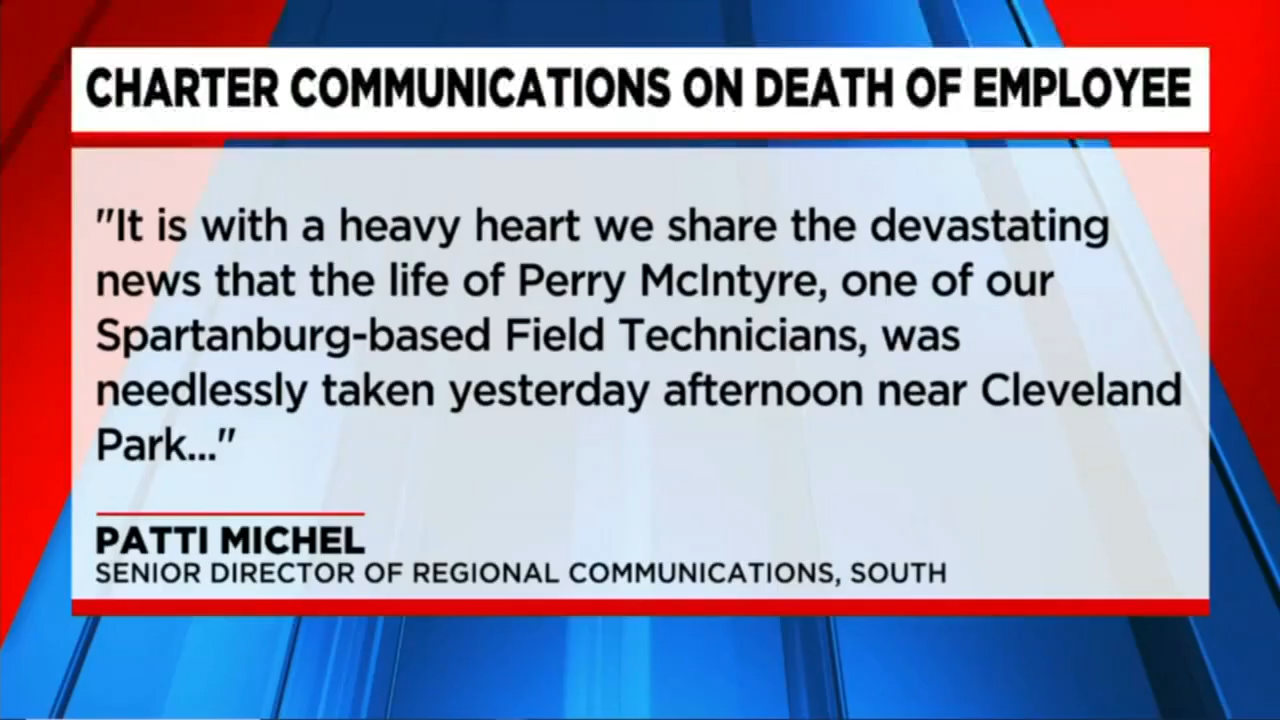 CHARTER COMMUNICATIONS ON DEATH OF EMPLOYEE
"It is with a heavy heart we share the devastating
news that the life of Perry McIntyre, one of our
Spartanburg-based Field Technicians, was
needlessly taken yesterday afternoon near Cleveland
Park..."
PATTI MICHEL
SENIOR DIRECTOR OF REGIONAL COMMUNICATIONS, SOUTH